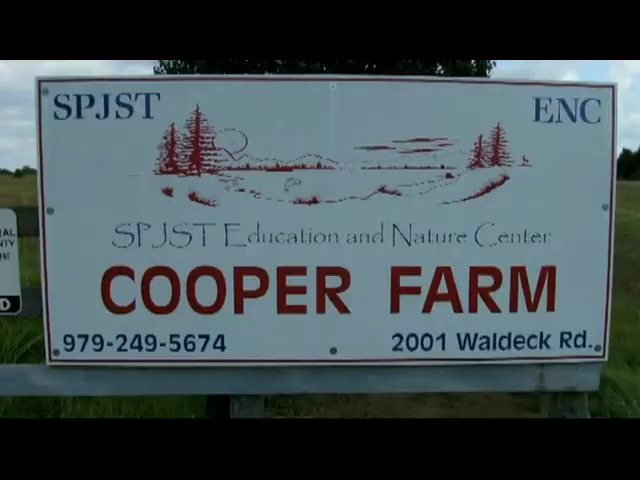 SPJST ENC
SPJST Education and Nature Center
COOPER FARM
979-249-5674 2001 Waldeck Rd.